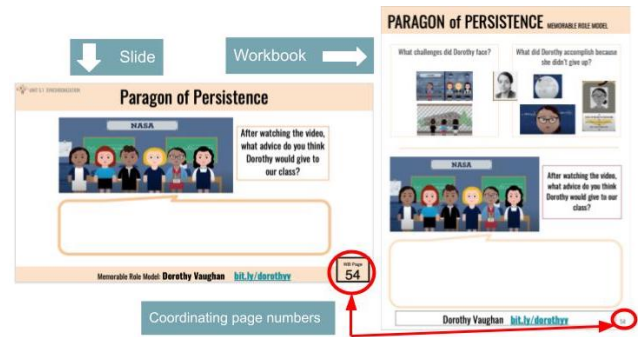 Slide
Workbook
UNIT 5.1 SYNCHRONIZATION
Paragon of Persistence
NASA
After watching the video,
what advice do you think
Dorothy would give to
our class?
Memorable Role Model: Dorothy Vaughan bit.ly/dorothyv
WB Page
54
Coordinating page numbers
PARAGON of PERSISTENCE MEMORABLE ROLE MODEL
What challenges did Dorothy face?
What did Dorothy accomplish because
she didn't give up?
NASA
After watching the video,
what advice do you think
Dorothy would give to our
class?
Dorothy Vaughan bit.ly/dorothyv